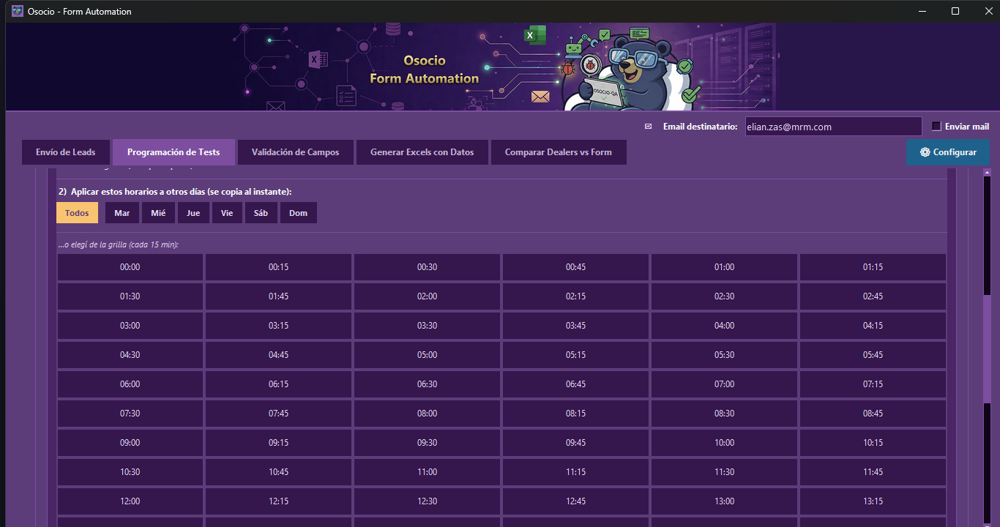 Osocio - Form Automation
Osocio
Form Automation
OSOCIO-QA
Email destinatario: elian.zas@mrm.com Enviar mail
Envío de Leads Programación de Tests Validación de Campos Generar Excels con Datos Comparar Dealers vs Form Configurar
2) Aplicar estos horarios a otros días (se copia al instante):
Todos Mar Mié Jue Vie Sáb Dom
...o elegí de la grilla (cada 15 min):
00:00 00:15 00:30 00:45 01:00 01:15
01:30 01:45 02:00 02:15 02:30 02:45
03:00 03:15 03:30 03:45 04:00 04:15
04:30 04:45 05:00 05:15 05:30 05:45
06:00 06:15 06:30 06:45 07:00 07:15
07:30 07:45 08:00 08:15 08:30 08:45
09:00 09:15 09:30 09:45 10:00 10:15
10:30 10:45 11:00 11:15 11:30 11:45
12:00 12:15 12:30 12:45 13:00 13:15